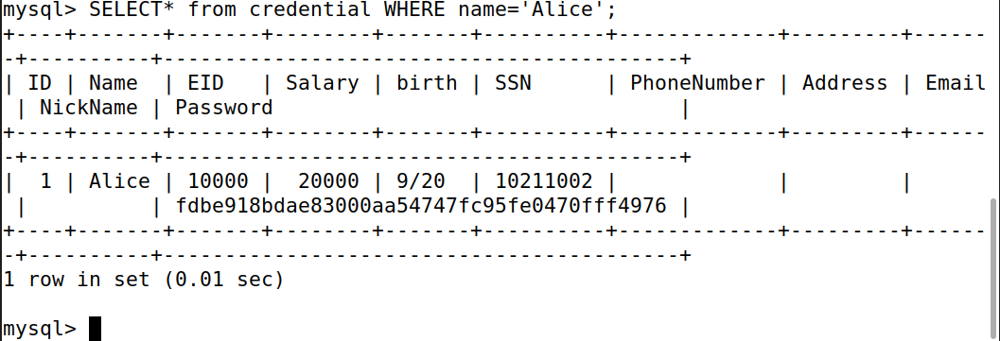 mysql> SELECT* from credential WHERE name='Alice';
+----+-------+-------+--------+-------+----------+-------------+---------+------
-+----------+------------------------------------------+
| ID | Name  | EID   | Salary | birth | SSN      | PhoneNumber | Address | Email
 | NickName | Password                                 |
+----+-------+-------+--------+-------+----------+-------------+---------+------
-+----------+------------------------------------------+
|  1 | Alice | 10000 |  20000 | 9/20  | 10211002 |             |         |
 |          | fdbe918bdae83000aa54747fc95fe0470fff4976 |
+----+-------+-------+--------+-------+----------+-------------+---------+------
-+----------+------------------------------------------+
1 row in set (0.01 sec)
mysql>